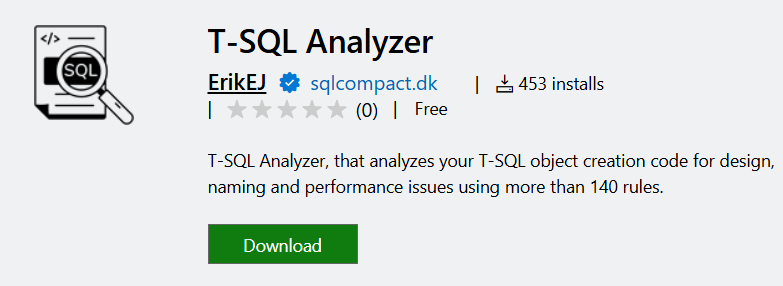 </>
SQL
T-SQL Analyzer
ErikEJ sqlcompact.dk | 453 installs
| (0) | Free
T-SQL Analyzer, that analyzes your T-SQL object creation code for design,
naming and performance issues using more than 140 rules.
Download